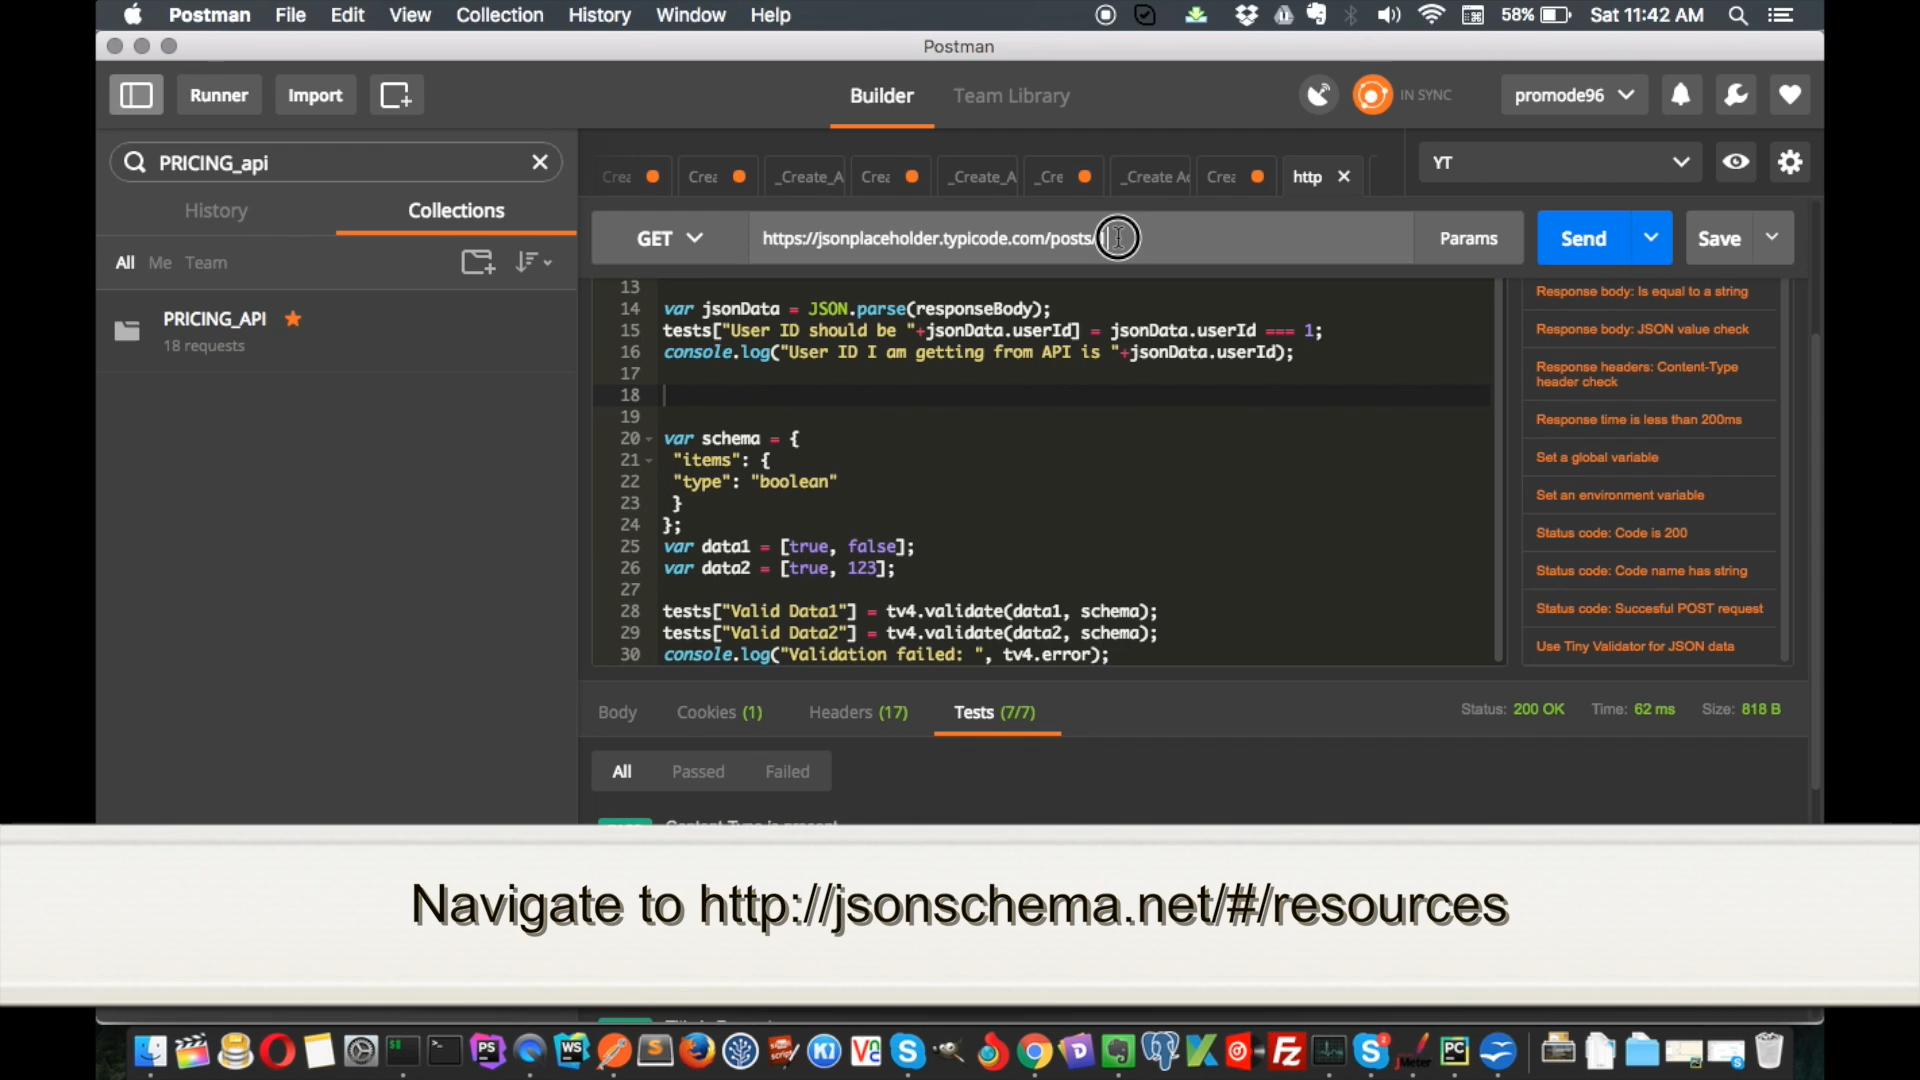 Postman File Edit View Collection History Window Help 58% Sat 11:42 AM
Postman
Runner Import Builder Team Library IN SYNC promode96
PRICING_api
Crea Crea _Create_A Crea _Create_A _Cre _Create Ac Crea http YT
History Collections
GET https://jsonplaceholder.typicode.com/posts/ Params Send Save
All Me Team
PRICING_API
18 requests
13
14 var jsonData = JSON.parse(responseBody);
15 tests["User ID should be "+jsonData.userId] = jsonData.userId === 1;
16 console.log("User ID I am getting from API is "+jsonData.userId);
17
18
19
20 var schema = {
21 "items": {
22 "type": "boolean"
23 }
24 };
25 var data1 = [true, false];
26 var data2 = [true, 123];
27
28 tests["Valid Data1"] = tv4.validate(data1, schema);
29 tests["Valid Data2"] = tv4.validate(data2, schema);
30 console.log("Validation failed: ", tv4.error);
Response body: Is equal to a string
Response body: JSON value check
Response headers: Content-Type
header check
Response time is less than 200ms
Set a global variable
Set an environment variable
Status code: Code is 200
Status code: Code name has string
Status code: Succesful POST request
Use Tiny Validator for JSON data
Body Cookies (1) Headers (17) Tests (7/7) Status: 200 OK Time: 62 ms Size: 818 B
All Passed Failed
Navigate to http://jsonschema.net/#/resources